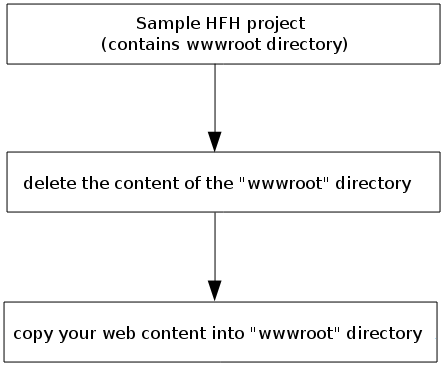 Sample HFH project
(contains wwwroot directory)
delete the content of the "wwwroot" directory
copy your web content into "wwwroot" directory